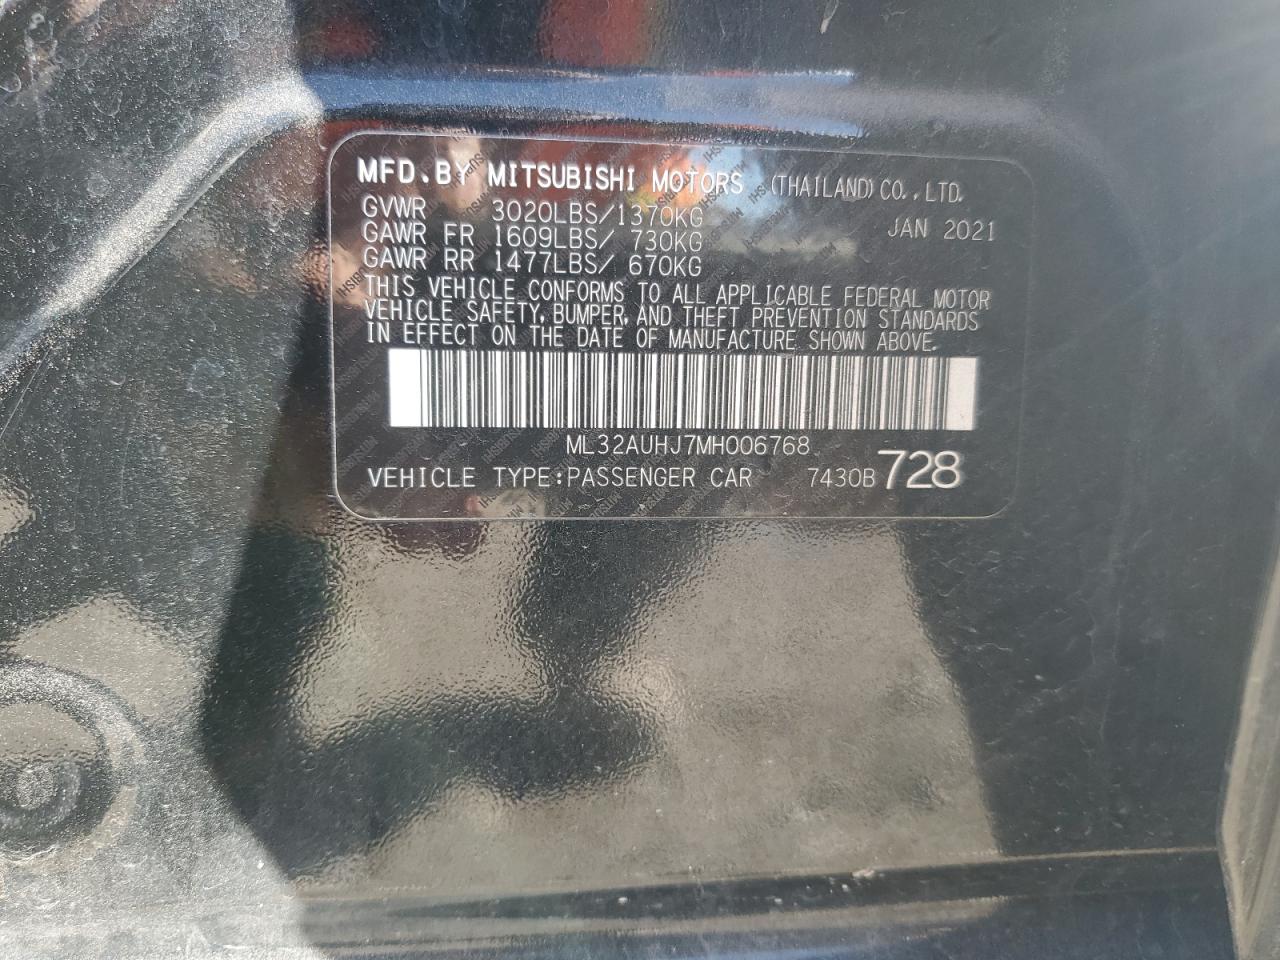 MFD.BY MITSUBISHI MOTORS (THAILAND) CO.,LTD.
GVWR 3020LBS/1370KG JAN 2021
GAWR FR 1609LBS/ 730KG
GAWR RR 1477LBS/ 670KG
THIS VEHICLE CONFORMS TO ALL APPLICABLE FEDERAL MOTOR
VEHICLE SAFETY, BUMPER, AND THEFT PREVENTION STANDARDS
IN EFFECT ON THE DATE OF MANUFACTURE SHOWN ABOVE.
ML32AUHJ7MH006768
VEHICLE TYPE:PASSENGER CAR 7430B 728